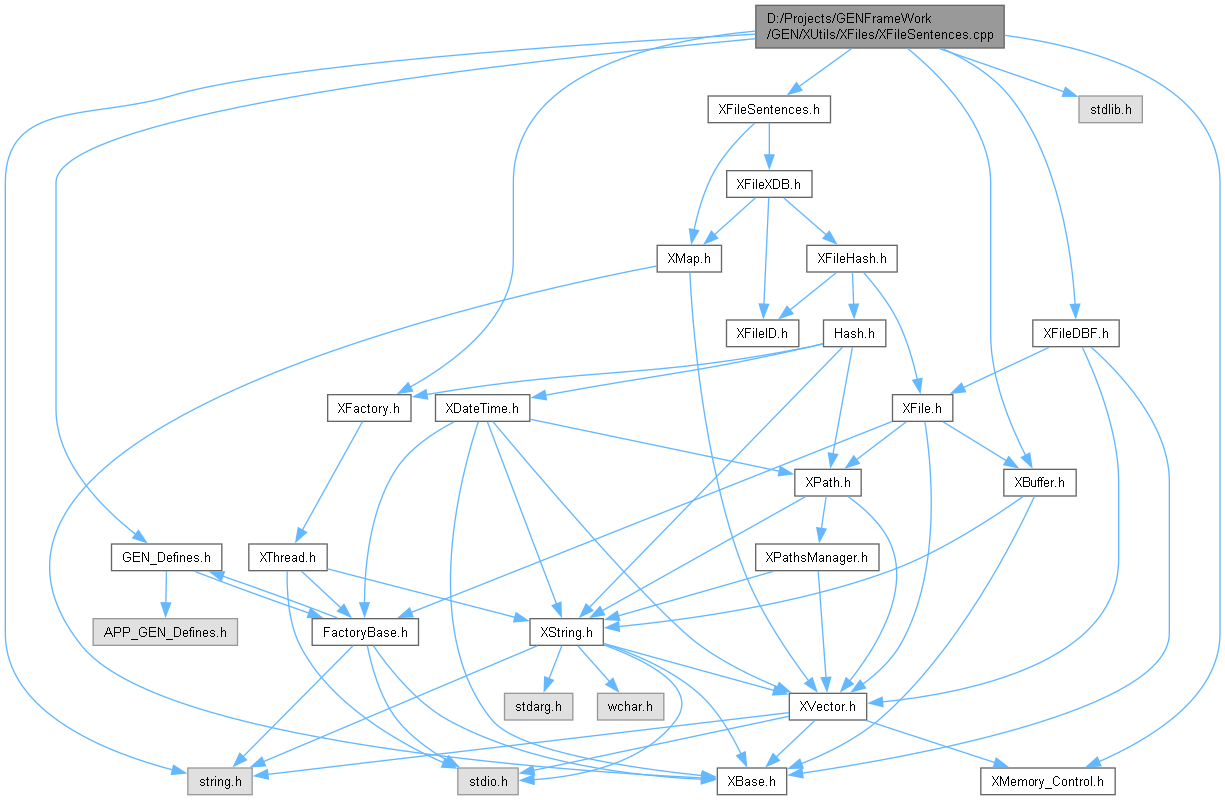 D:/Projects/GENFrameWork
/GEN/XUtils/XFiles/XFileSentences.cpp
XFileSentences.h
stdlib.h
XFileXDB.h
XMap.h
XFileHash.h
XFileID.h
Hash.h
XFileDBF.h
XFactory.h
XDateTime.h
XFile.h
XPath.h
XBuffer.h
GEN_Defines.h
XThread.h
XPathsManager.h
APP_GEN_Defines.h
FactoryBase.h
XString.h
stdarg.h
wchar.h
XVector.h
string.h
stdio.h
XBase.h
XMemory_Control.h